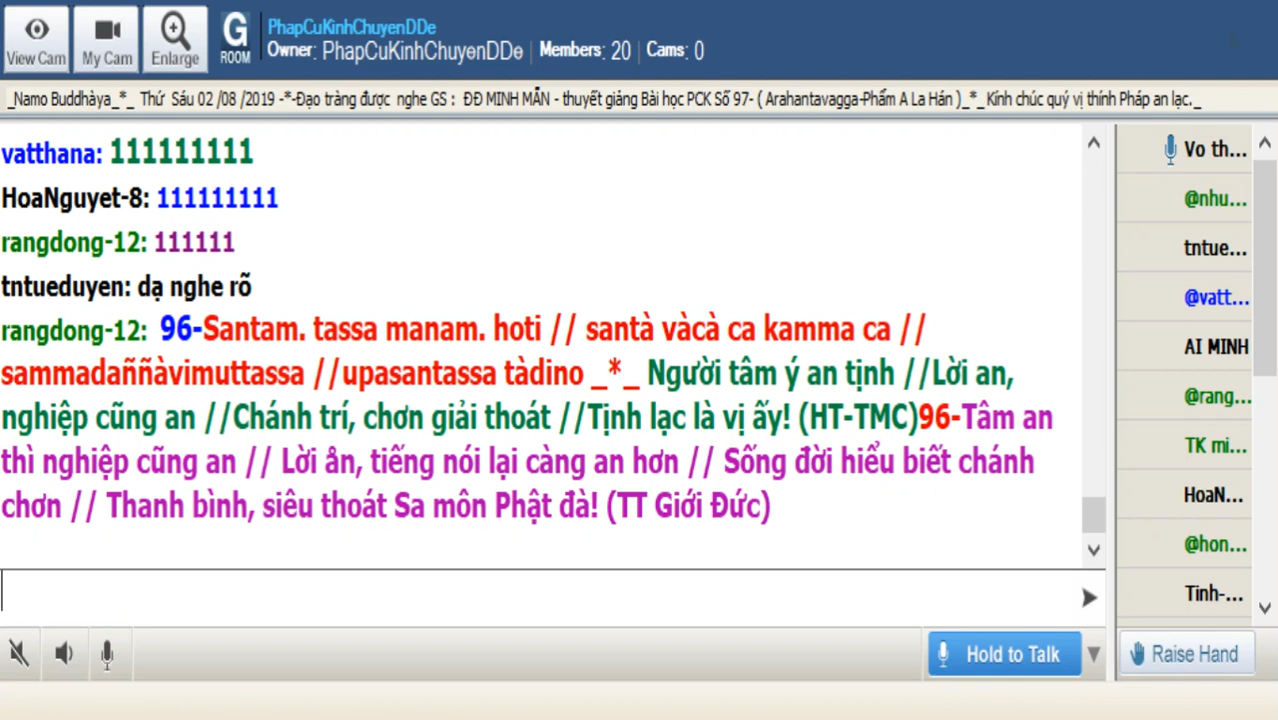 View Cam
My Cam
Enlarge
G
ROOM
PhapCuKinhChuyenDDe
Owner: PhapCuKinhChuyenDDe | Members: 20 | Cams: 0
_Namo Buddhàya_*_ Thứ Sáu 02 /08 /2019 -*-Đạo tràng được nghe GS : ĐĐ MINH MẪN - thuyết giảng Bài học PCK Số 97- ( Arahantavagga-Phẩm A La Hán )_*_Kính chúc quý vị thính Pháp an lạc._
vatthana: 111111111
HoaNguyet-8: 111111111
rangdong-12: 111111
tntueduyen: dạ nghe rõ
rangdong-12: 96-Santam. tassa manam. hoti // santà vàcà ca kamma ca //
sammadaññàvimuttassa //upasantassa tàdino _*_ Người tâm ý an tịnh //Lời an,
nghiệp cũng an //Chánh trí, chơn giải thoát //Tịnh lạc là vị ấy! (HT-TMC)96-Tâm an
thì nghiệp cũng an // Lời ân, tiếng nói lại càng an hơn // Sống đời hiểu biết chánh
chơn // Thanh bình, siêu thoát Sa môn Phật đà! (TT Giới Đức)
Vo th...
@nhu...
tntue...
@vatt...
AI MINH
@rang...
TK mi...
HoaN...
@hon...
Tinh-...
Hold to Talk
Raise Hand